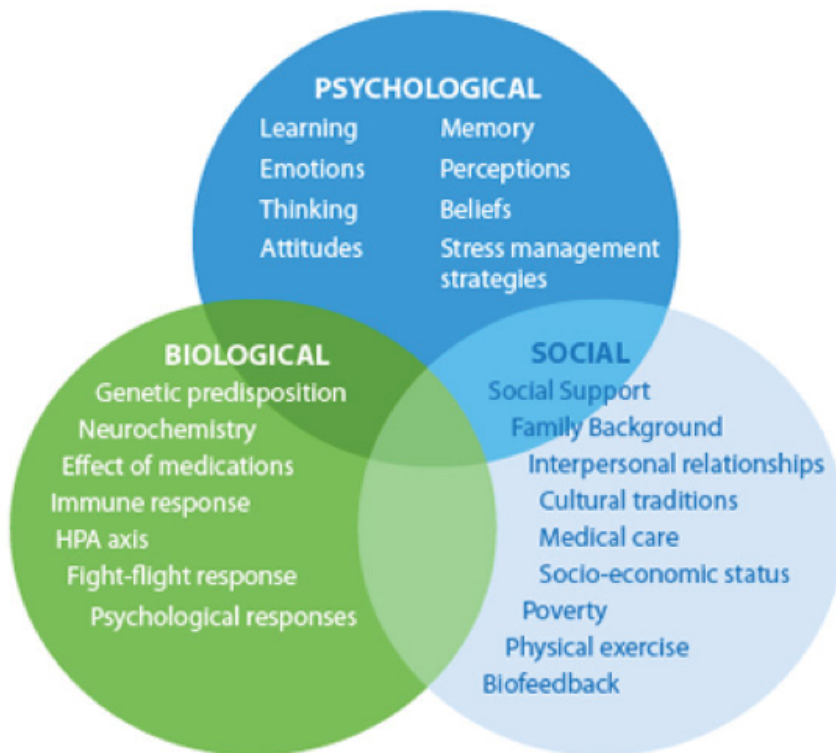 PSYCHOLOGICAL
Learning
Emotions
Thinking
Attitudes
Memory
Perceptions
Beliefs
Stress management
strategies
BIOLOGICAL
Genetic predisposition
Neurochemistry
Effect of medications
Immune response
HPA axis
Fight-flight response
Psychological responses
SOCIAL
Social Support
Family Background
Interpersonal relationships
Cultural traditions
Medical care
Socio-economic status
Poverty
Physical exercise
Biofeedback